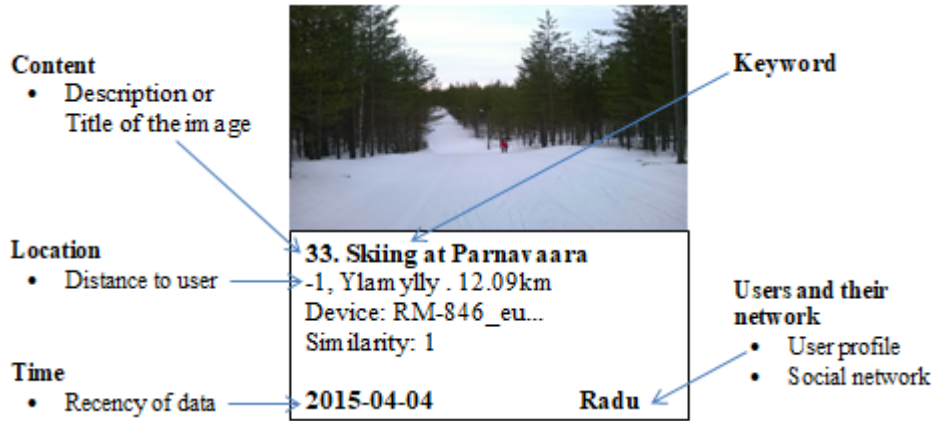 Content
• Description or
Title of the image
Location
• Distance to user
Time
• Recency of data
33. Skiing at Parnavaara
-1, Ylamylly . 12.09km
Device: RM-846_eu...
Similarity: 1
2015-04-04 Radu
Keyword
Users and their
network
• User profile
• Social network